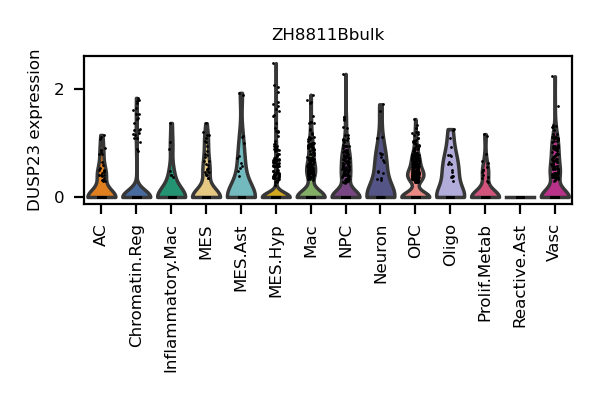 ZH8811Bbulk
DUSP23 expression
2
0
AC
Chromatin.Reg
Inflammatory.Mac
MES
MES.Ast
MES.Hyp
Mac
NPC
Neuron
OPC
Oligo
Prolif.Metab
Reactive.Ast
Vasc